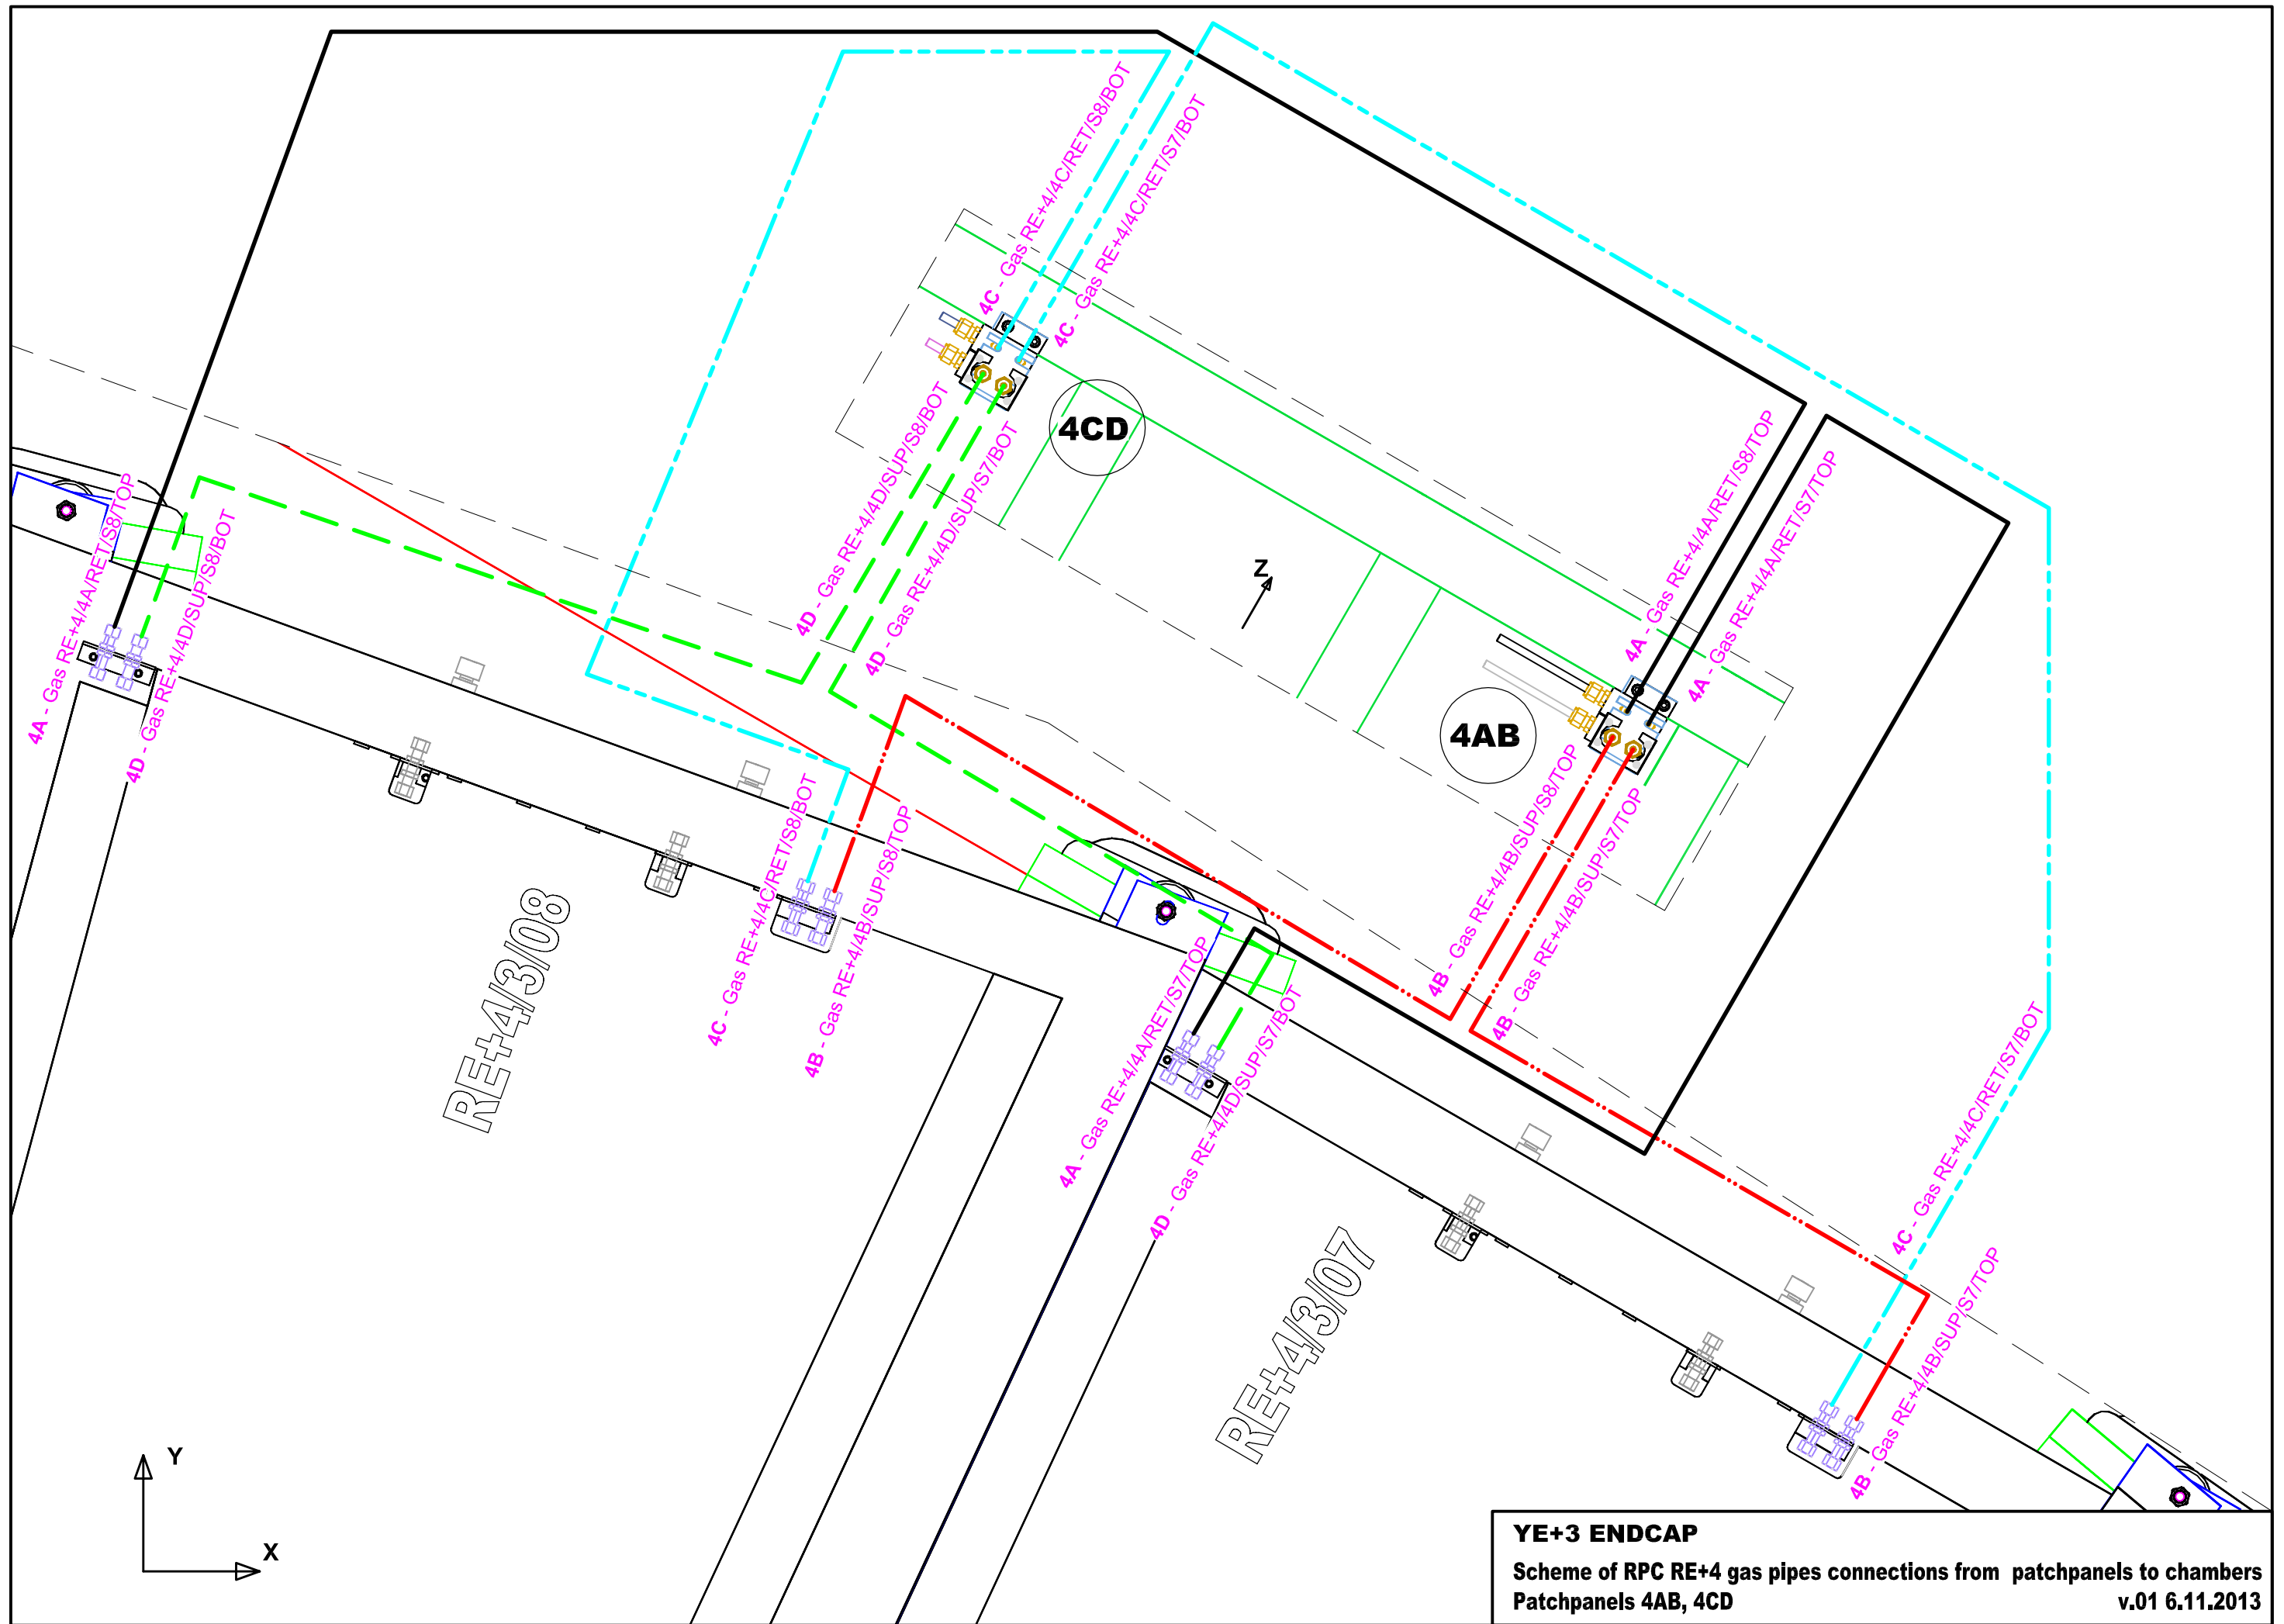 4C - Gas RE+4/4C/RET/S8/BOT
4C - Gas RE+4/4C/RET/S7/BOT
4CD
4D - Gas RE+4/4D/SUP/S8/BOT
4D - Gas RE+4/4D/SUP/S7/BOT
4A - Gas RE+4/4A/RET/S8/TOP
4A - Gas RE+4/4A/RET/S7/TOP
Z
4AB
4B - Gas RE+4/4B/SUP/S8/TOP
4B - Gas RE+4/4B/SUP/S7/TOP
4A - Gas RE+4/4A/RET/S8/TOP
4D - Gas RE+4/4D/SUP/S8/BOT
4C - Gas RE+4/4C/RET/S8/BOT
4B - Gas RE+4/4B/SUP/S8/TOP
RE+4/3/08
4A - Gas RE+4/4A/RET/S7/TOP
4D - Gas RE+4/4D/SUP/S7/BOT
RE+4/3/07
4C - Gas RE+4/4C/RET/S7/BOT
4B - Gas RE+4/4B/SUP/S7/TOP
Y
X
YE+3 ENDCAP
Scheme of RPC RE+4 gas pipes connections from patchpanels to chambers
Patchpanels 4AB, 4CD v.01 6.11.2013